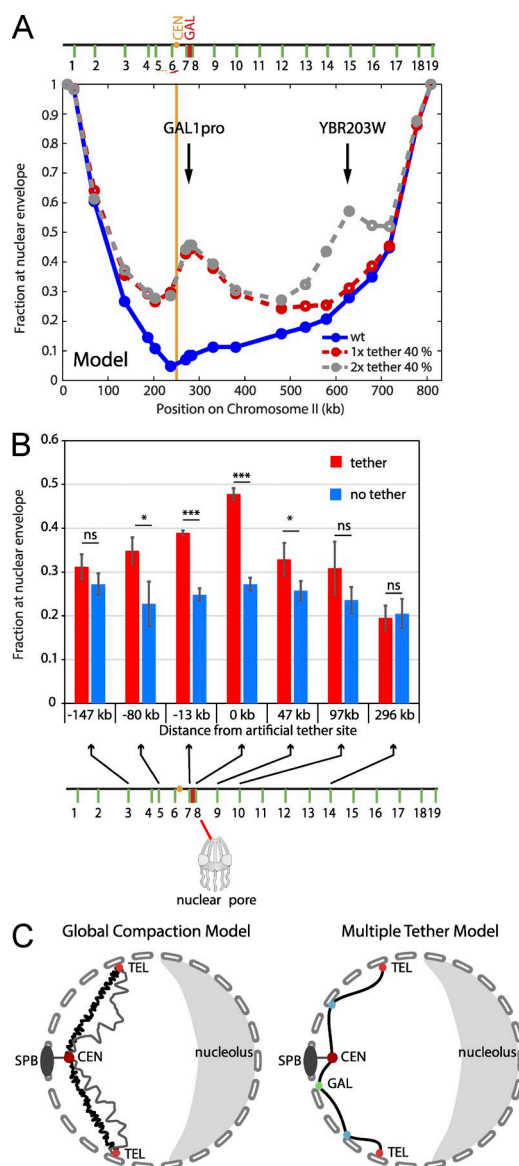 A
CEN
GAL
1 2 3 4 5 6 7 8 9 10 11 12 13 14 15 16 17 18 19
Fraction at nuclear envelope
1
0.9
0.8
0.7
0.6
0.5
0.4
0.3
0.2
0.1
0
GAL1pro
YBR203W
Model
wt
1x tether 40 %
2x tether 40 %
0 100 200 300 400 500 600 700 800
Position on Chromosome II (kb)
B
Fraction at nuclear envelope
0.6
0.5
0.4
0.3
0.2
0.1
0
tether
no tether
ns * *** *** * ns ns
-147 kb -80 kb -13 kb 0 kb 47 kb 97kb 296 kb
Distance from artificial tether site
1 2 3 4 5 6 7 8 9 10 11 12 13 14 15 16 17 18 19
nuclear pore
C
Global Compaction Model
TEL
SPB
CEN
nucleolus
TEL
Multiple Tether Model
TEL
SPB
CEN
GAL
nucleolus
TEL